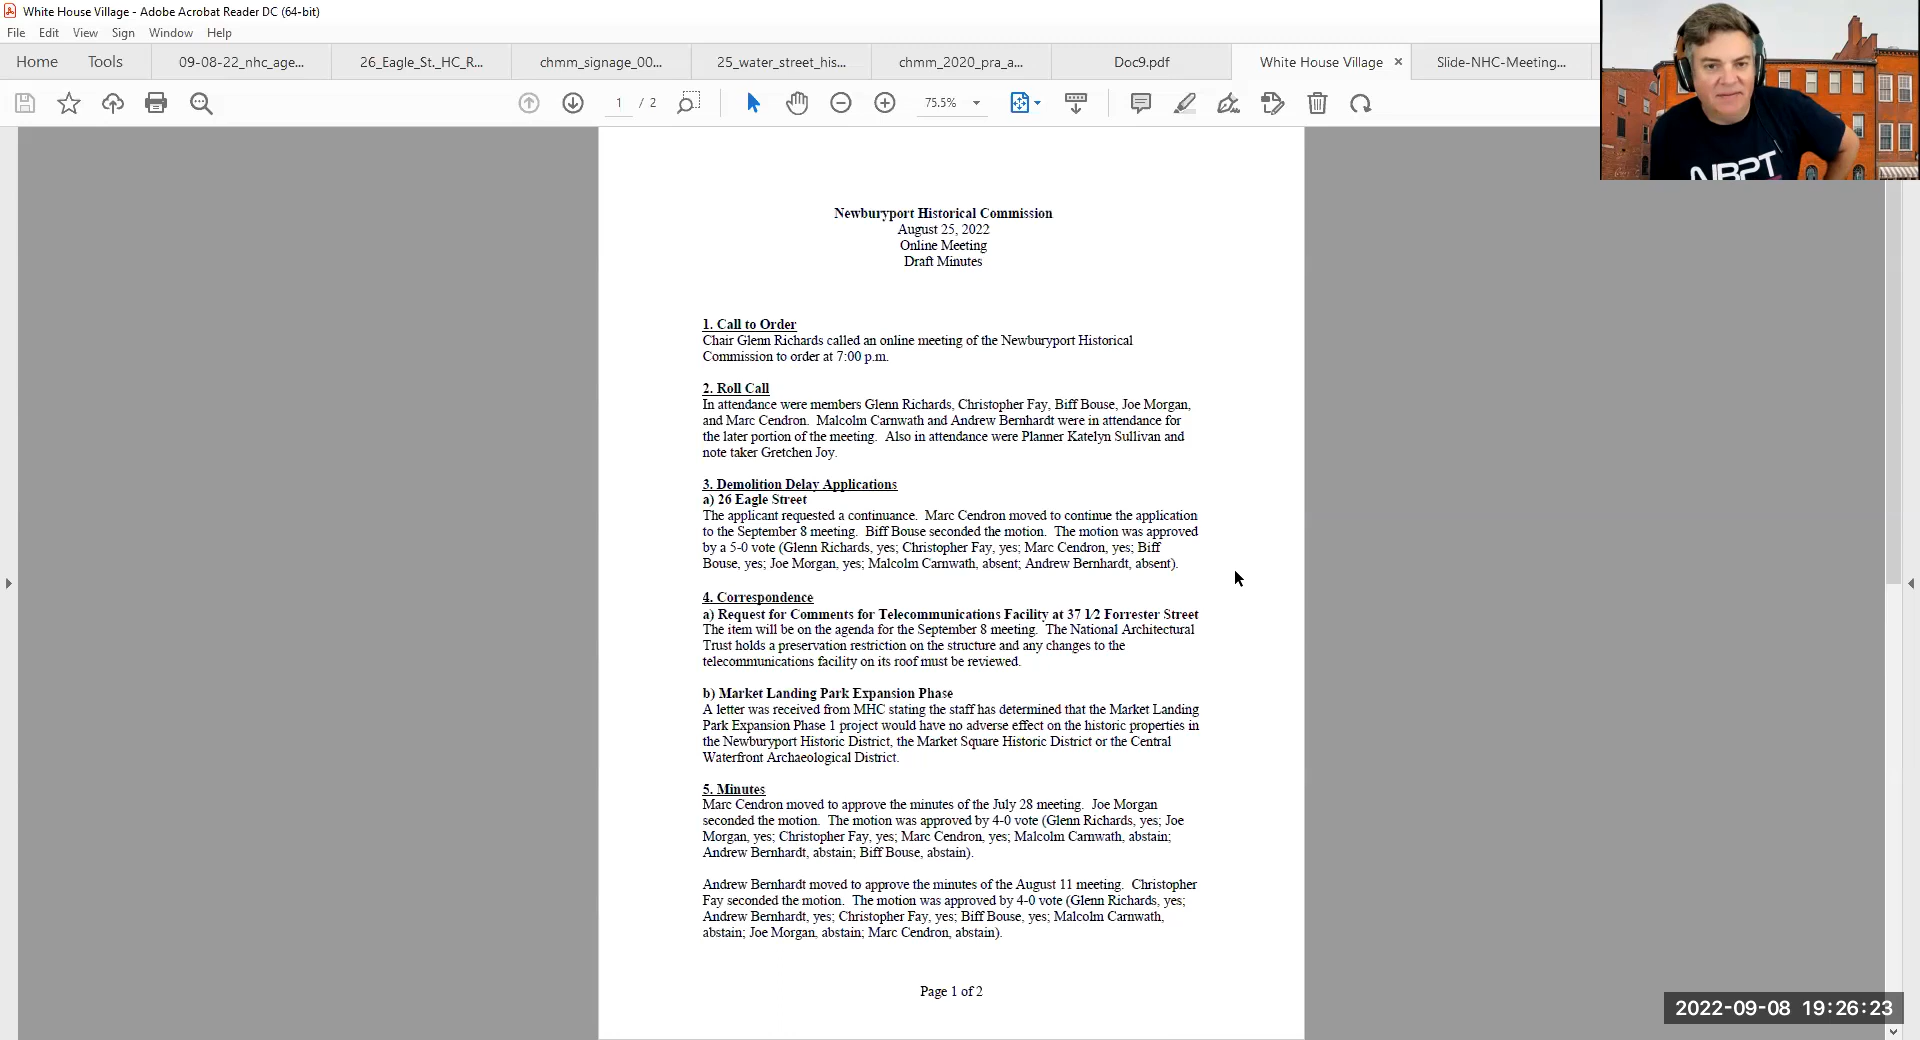 White House Village - Adobe Acrobat Reader DC (64-bit)
File Edit View Sign Window Help
Home Tools 09-08-22_nhc_age... 26_Eagle_St._HC_R... chmm_signage_00... 25_water_street_his... chmm_2020_pra_a... Doc9.pdf White House Village × Slide-NHC-Meeting...
1 / 2 75.5%
NBPT
Newburyport Historical Commission
August 25, 2022
Online Meeting
Draft Minutes
1. Call to Order
Chair Glenn Richards called an online meeting of the Newburyport Historical
Commission to order at 7:00 p.m.
2. Roll Call
In attendance were members Glenn Richards, Christopher Fay, Biff Bouse, Joe Morgan,
and Marc Cendron. Malcolm Carnwath and Andrew Bernhardt were in attendance for
the later portion of the meeting. Also in attendance were Planner Katelyn Sullivan and
note taker Gretchen Joy.
3. Demolition Delay Applications
a) 26 Eagle Street
The applicant requested a continuance. Marc Cendron moved to continue the application
to the September 8 meeting. Biff Bouse seconded the motion. The motion was approved
by a 5-0 vote (Glenn Richards, yes; Christopher Fay, yes; Marc Cendron, yes; Biff
Bouse, yes; Joe Morgan, yes; Malcolm Carnwath, absent; Andrew Bernhardt, absent).
4. Correspondence
a) Request for Comments for Telecommunications Facility at 37 1/2 Forrester Street
The item will be on the agenda for the September 8 meeting. The National Architectural
Trust holds a preservation restriction on the structure and any changes to the
telecommunications facility on its roof must be reviewed.
b) Market Landing Park Expansion Phase
A letter was received from MHC stating the staff has determined that the Market Landing
Park Expansion Phase 1 project would have no adverse effect on the historic properties in
the Newburyport Historic District, the Market Square Historic District or the Central
Waterfront Archaeological District.
5. Minutes
Marc Cendron moved to approve the minutes of the July 28 meeting. Joe Morgan
seconded the motion. The motion was approved by 4-0 vote (Glenn Richards, yes; Joe
Morgan, yes; Christopher Fay, yes; Marc Cendron, yes; Malcolm Carnwath, abstain;
Andrew Bernhardt, abstain; Biff Bouse, abstain).
Andrew Bernhardt moved to approve the minutes of the August 11 meeting. Christopher
Fay seconded the motion. The motion was approved by 4-0 vote (Glenn Richards, yes;
Andrew Bernhardt, yes; Christopher Fay, yes; Biff Bouse, yes; Malcolm Carnwath,
abstain; Joe Morgan, abstain; Marc Cendron, abstain).
Page 1 of 2
2022-09-08 19:26:23